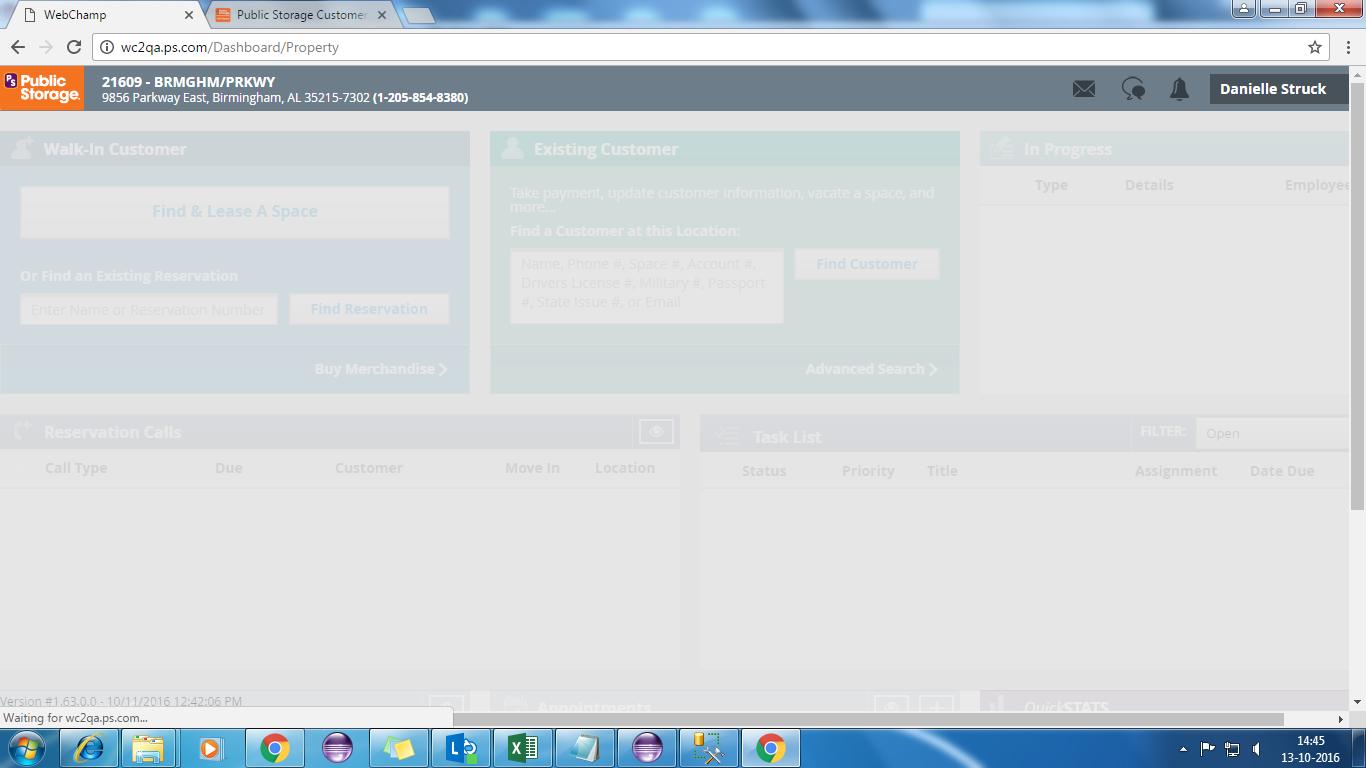 WebChamp
Public Storage Customer
wc2qa.ps.com/Dashboard/Property
PS Public Storage.
21609 - BRMGHM/PRKWY
9856 Parkway East, Birmingham, AL 35215-7302 (1-205-854-8380)
Danielle Struck
Walk-In Customer
Find & Lease A Space
Or Find an Existing Reservation
Enter Name or Reservation Number
Find Reservation
Buy Merchandise
Existing Customer
Take payment, update customer information, vacate a space, and
more...
Find a Customer at this Location:
Name, Phone #, Space #, Account #,
Drivers License #, Military #, Passport
#, State Issue #, or Email
Find Customer
Advanced Search
In Progress
Type Details Employee
Reservation Calls
Call Type Due Customer Move In Location
Task List
FILTER: Open
Status Priority Title Assignment Date Due
Version #1.63.0.0 - 10/11/2016 12:42:06 PM
Appointments
QuickSTATS
Waiting for wc2qa.ps.com...
14:45
13-10-2016